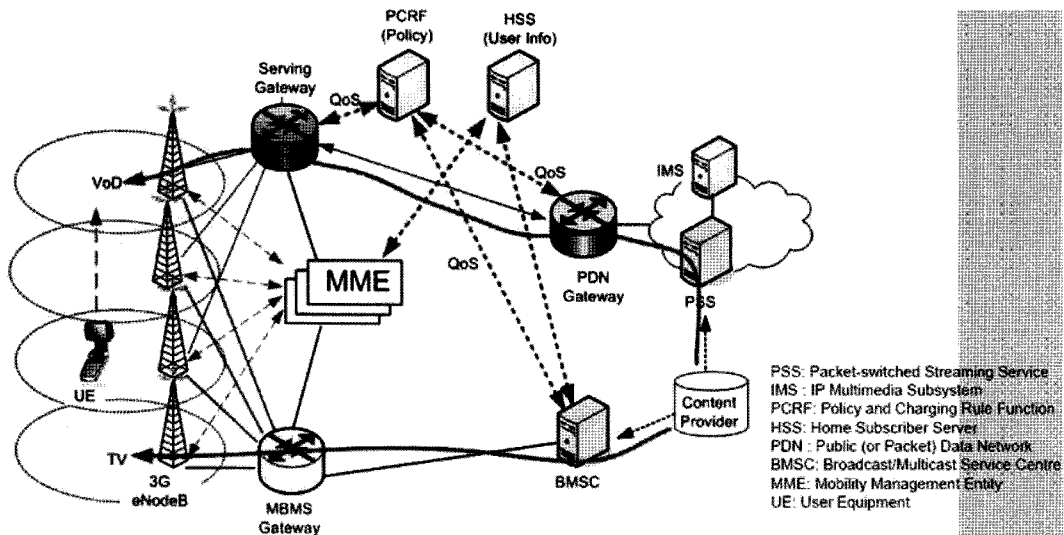 PCRF
(Policy)
HSS
(User Info)
Serving
Gateway
QoS
VoD
IMS
QoS
MME
QoS
PDN
Gateway
PSS
UE
Content
Provider
TV
3G
eNodeB
MBMS
Gateway
BMSC
PSS: Packet-switched Streaming Service
IMS : IP Multimedia Subsystem
PCRF: Policy and Charging Rule Function
HSS: Home Subscriber Server
PDN : Public (or Packet) Data Network
BMSC: Broadcast/Multicast Service Centre
MME: Mobility Management Entity
UE: User Equipment